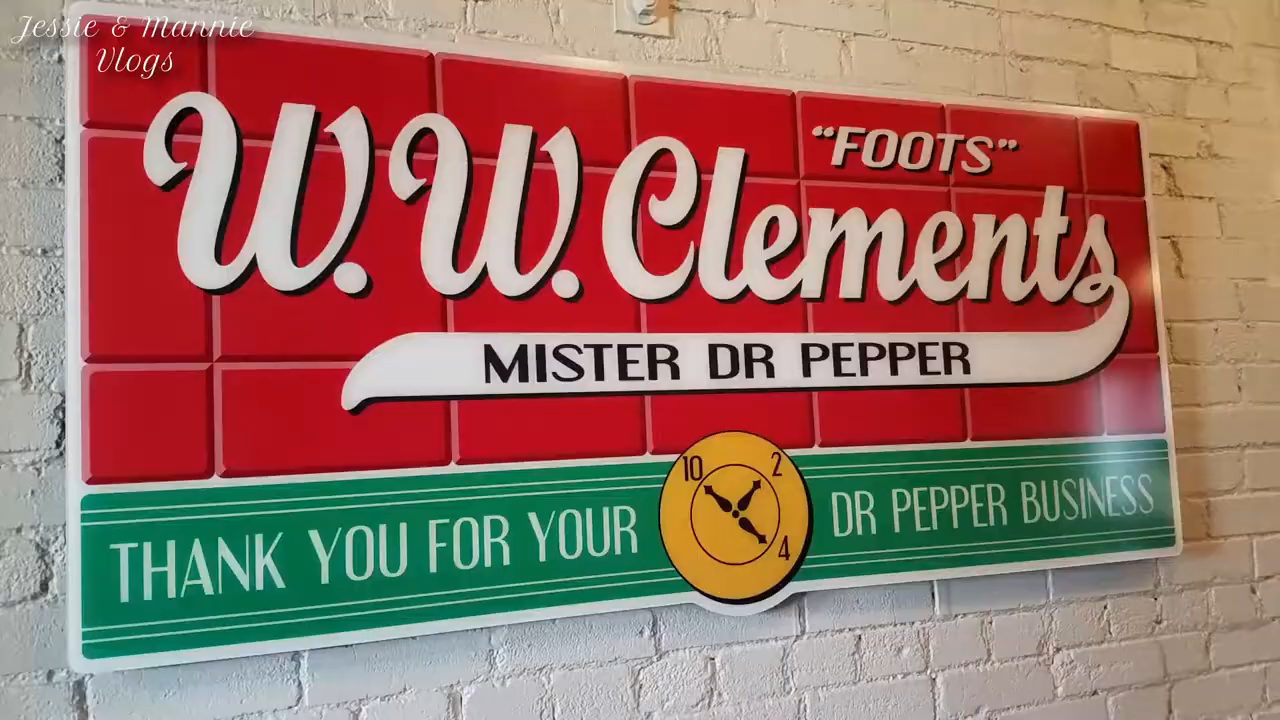 Jessie & Mannie
Vlogs
"FOOTS"
W.W. Clements
MISTER DR PEPPER
10 2
4
THANK YOU FOR YOUR DR PEPPER BUSINESS